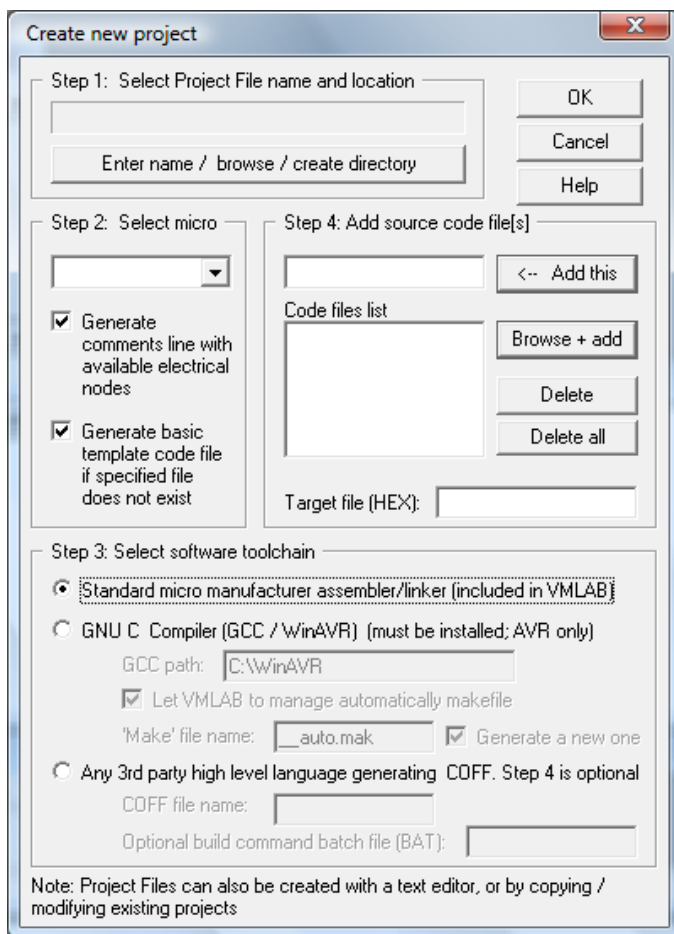 Create new project
Step 1: Select Project File name and location
Enter name / browse / create directory
OK
Cancel
Help
Step 2: Select micro
Generate
comments line with
available electrical
nodes
Generate basic
template code file
if specified file
does not exist
Step 4: Add source code file[s]
<-- Add this
Code files list
Browse + add
Delete
Delete all
Target file (HEX):
Step 3: Select software toolchain
Standard micro manufacturer assembler/linker (included in VMLAB)
GNU C Compiler (GCC / WinAVR) (must be installed; AVR only)
GCC path: C:\WinAVR
Let VMLAB to manage automatically makefile
'Make' file name: __auto.mak Generate a new one
Any 3rd party high level language generating COFF. Step 4 is optional
COFF file name:
Optional build command batch file (BAT):
Note: Project Files can also be created with a text editor, or by copying /
modifying existing projects